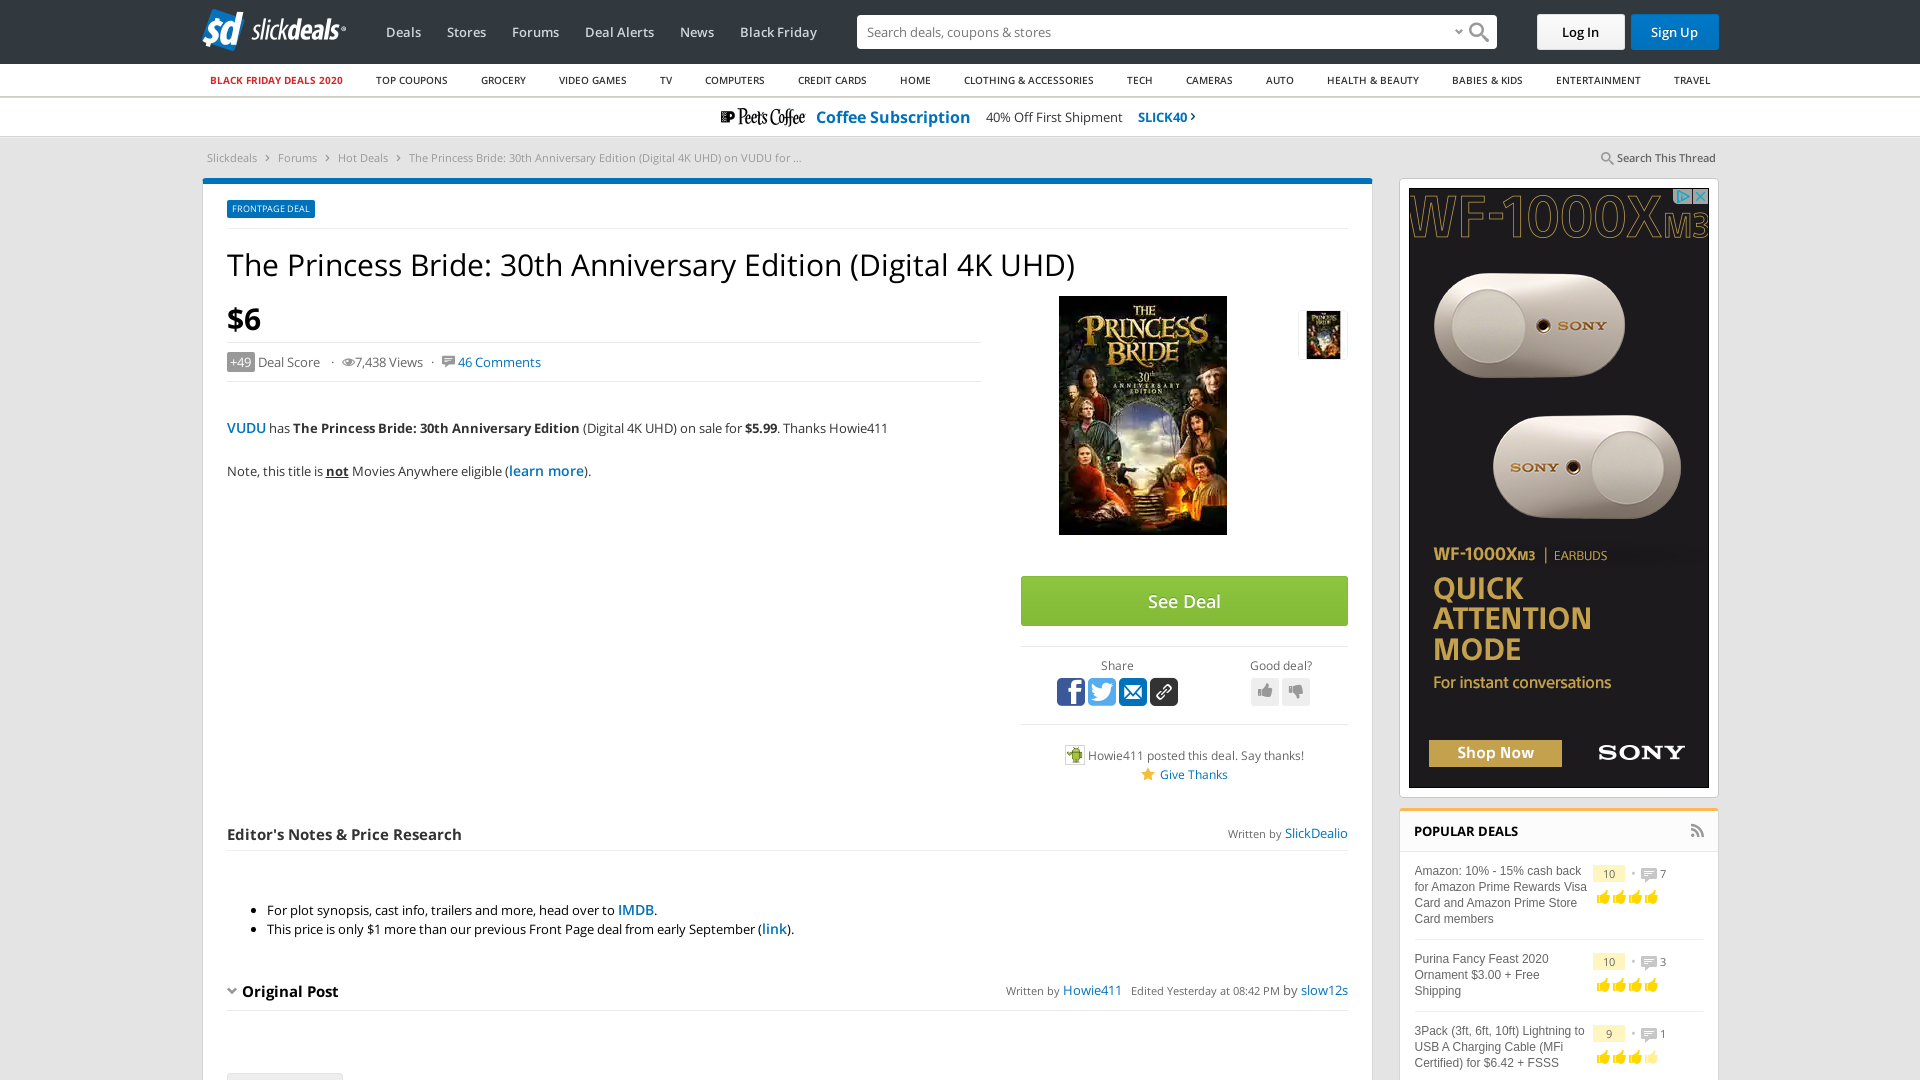 slickdeals
Deals
Stores
Forums
Deal Alerts
News
Black Friday
Search deals, coupons & stores
Log In
Sign Up
BLACK FRIDAY DEALS 2020
TOP COUPONS
GROCERY
VIDEO GAMES
TV
COMPUTERS
CREDIT CARDS
HOME
CLOTHING & ACCESSORIES
TECH
CAMERAS
AUTO
HEALTH & BEAUTY
BABIES & KIDS
ENTERTAINMENT
TRAVEL
Peet's Coffee Coffee Subscription 40% Off First Shipment SLICK40 ›
Slickdeals › Forums › Hot Deals › The Princess Bride: 30th Anniversary Edition (Digital 4K UHD) on VUDU for ...
Search This Thread
FRONTPAGE DEAL
The Princess Bride: 30th Anniversary Edition (Digital 4K UHD)
$6
+49 Deal Score · 7,438 Views · 46 Comments
VUDU has The Princess Bride: 30th Anniversary Edition (Digital 4K UHD) on sale for $5.99. Thanks Howie411
Note, this title is not Movies Anywhere eligible (learn more).
THE
PRINCESS
BRIDE
30th
ANNIVERSARY
EDITION
See Deal
Share
Good deal?
Howie411 posted this deal. Say thanks!
Give Thanks
Editor's Notes & Price Research
Written by SlickDealio
• For plot synopsis, cast info, trailers and more, head over to IMDB.
• This price is only $1 more than our previous Front Page deal from early September (link).
Original Post
Written by Howie411 Edited Yesterday at 08:42 PM by slow12s
WF-1000XM3
SONY
SONY
WF-1000XM3 | EARBUDS
QUICK
ATTENTION
MODE
For instant conversations
Shop Now
SONY
POPULAR DEALS
Amazon: 10% - 15% cash back
for Amazon Prime Rewards Visa
Card and Amazon Prime Store
Card members
10 • 7
Purina Fancy Feast 2020
Ornament $3.00 + Free
Shipping
10 • 3
3Pack (3ft, 6ft, 10ft) Lightning to
USB A Charging Cable (MFi
Certified) for $6.42 + FSSS
9 • 1